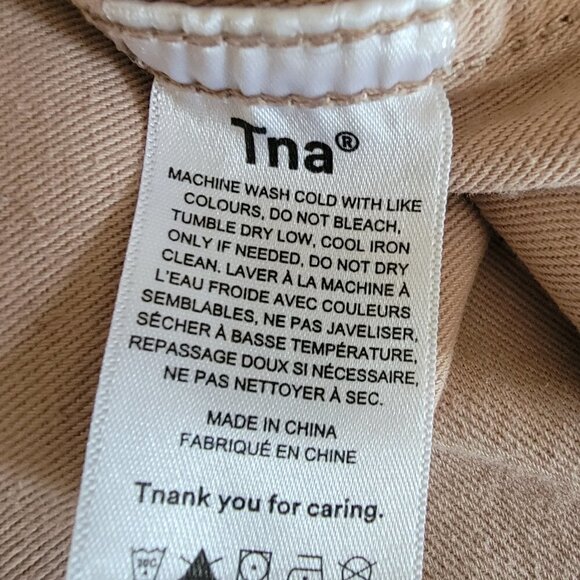 Tna®
MACHINE WASH COLD WITH LIKE
COLOURS, DO NOT BLEACH,
TUMBLE DRY LOW, COOL IRON
ONLY IF NEEDED, DO NOT DRY
CLEAN. LAVER À LA MACHINE À
L'EAU FROIDE AVEC COULEURS
SEMBLABLES, NE PAS JAVELISER,
SÉCHER À BASSE TEMPÉRATURE,
REPASSAGE DOUX SI NÉCESSAIRE,
NE PAS NETTOYER À SEC.
MADE IN CHINA
FABRIQUÉ EN CHINE
Tnank you for caring.
30C